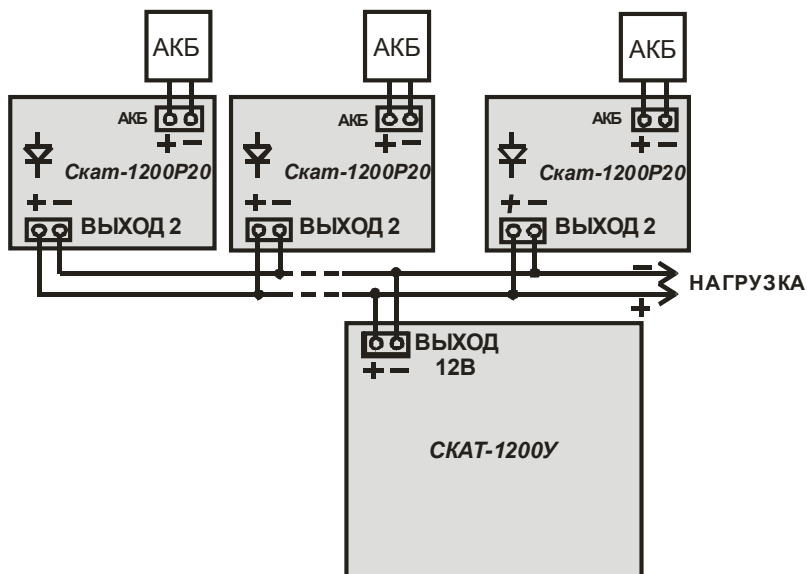 АКБ АКБ АКБ
АКБ АКБ АКБ
+ − + − + −
Скат-1200Р20 Скат-1200Р20 Скат-1200Р20
+ − + − + −
ВЫХОД 2 ВЫХОД 2 ВЫХОД 2
−
НАГРУЗКА
+
ВЫХОД
12В
+ −
СКАТ-1200У